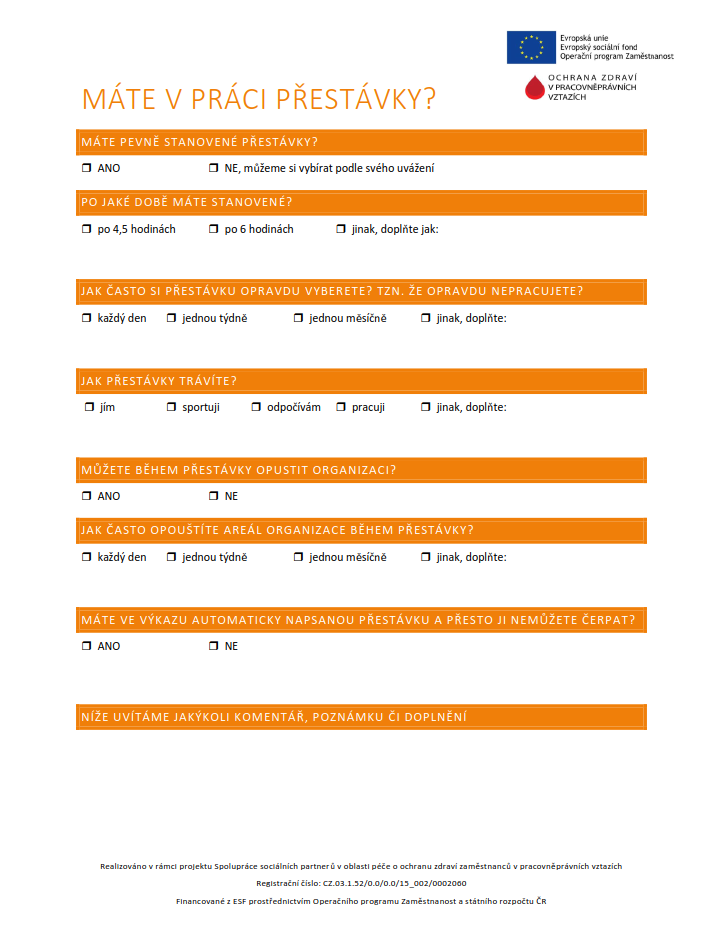 Evropská unie
Evropský sociální fond
Operační program Zaměstnanost
OCHRANA ZDRAVÍ
V PRACOVNĚPRÁVNÍCH
VZTAZÍCH
MÁTE V PRÁCI PŘESTÁVKY?
MÁTE PEVNĚ STANOVENÉ PŘESTÁVKY?
❒ ANO ❒ NE, můžeme si vybírat podle svého uvážení
PO JAKÉ DOBĚ MÁTE STANOVENÉ?
❒ po 4,5 hodinách ❒ po 6 hodinách ❒ jinak, doplňte jak:
JAK ČASTO SI PŘESTÁVKU OPRAVDU VYBERETE? TZN. ŽE OPRAVDU NEPRACUJETE?
❒ každý den ❒ jednou týdně ❒ jednou měsíčně ❒ jinak, doplňte:
JAK PŘESTÁVKY TRÁVÍTE?
❒ jím ❒ sportuji ❒ odpočívám ❒ pracuji ❒ jinak, doplňte:
MŮŽETE BĚHEM PŘESTÁVKY OPUSTIT ORGANIZACI?
❒ ANO ❒ NE
JAK ČASTO OPOUŠTÍTE AREÁL ORGANIZACE BĚHEM PŘESTÁVKY?
❒ každý den ❒ jednou týdně ❒ jednou měsíčně ❒ jinak, doplňte:
MÁTE VE VÝKAZU AUTOMATICKY NAPSANOU PŘESTÁVKU A PŘESTO JI NEMŮŽETE ČERPAT?
❒ ANO ❒ NE
NÍŽE UVÍTÁME JAKÝKOLI KOMENTÁŘ, POZNÁMKU ČI DOPLNĚNÍ
Realizováno v rámci projektu Spolupráce sociálních partnerů v oblasti péče o ochranu zdraví zaměstnanců v pracovněprávních vztazích
Registrační číslo: CZ.03.1.52/0.0/0.0/15_002/0002060
Financované z ESF prostřednictvím Operačního programu Zaměstnanost a státního rozpočtu ČR